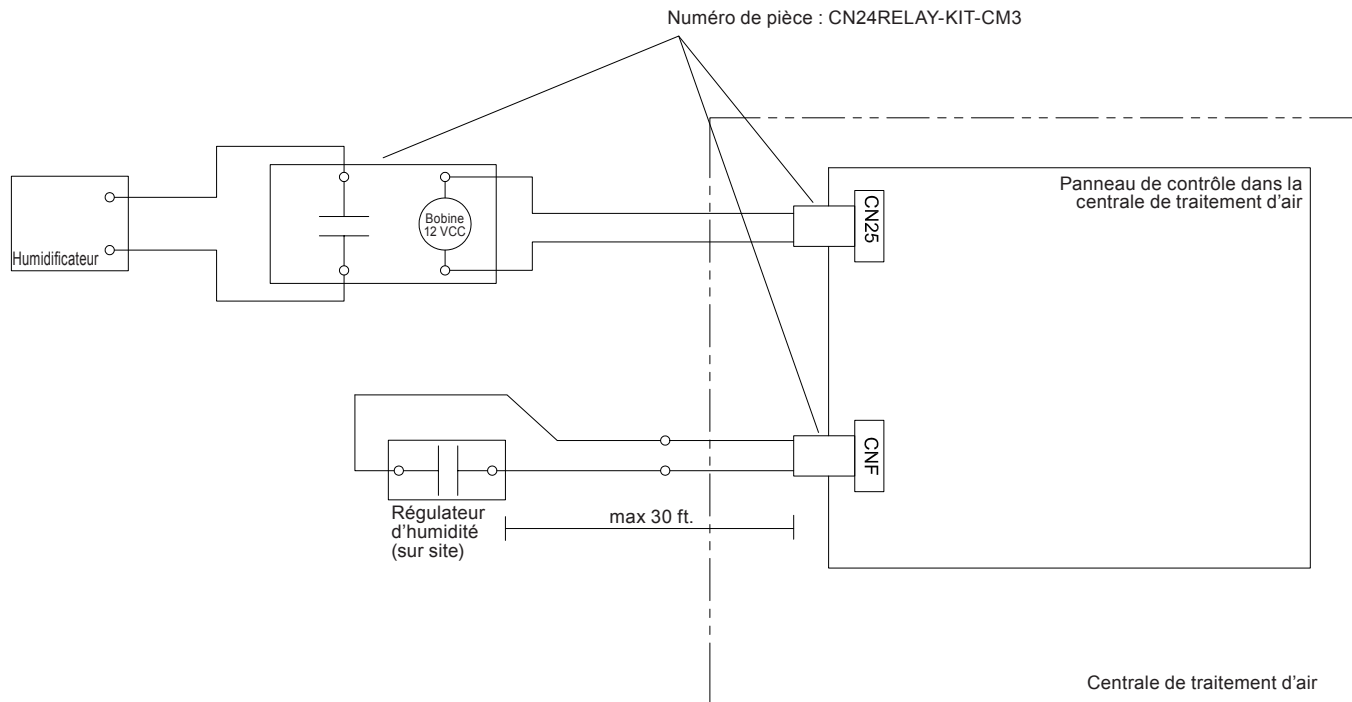 Numéro de pièce : CN24RELAY-KIT-CM3
Panneau de contrôle dans la
centrale de traitement d'air
CN25
Bobine
12 VCC
Humidificateur
CNF
Régulateur
d'humidité
(sur site)
max 30 ft.
Centrale de traitement d'air